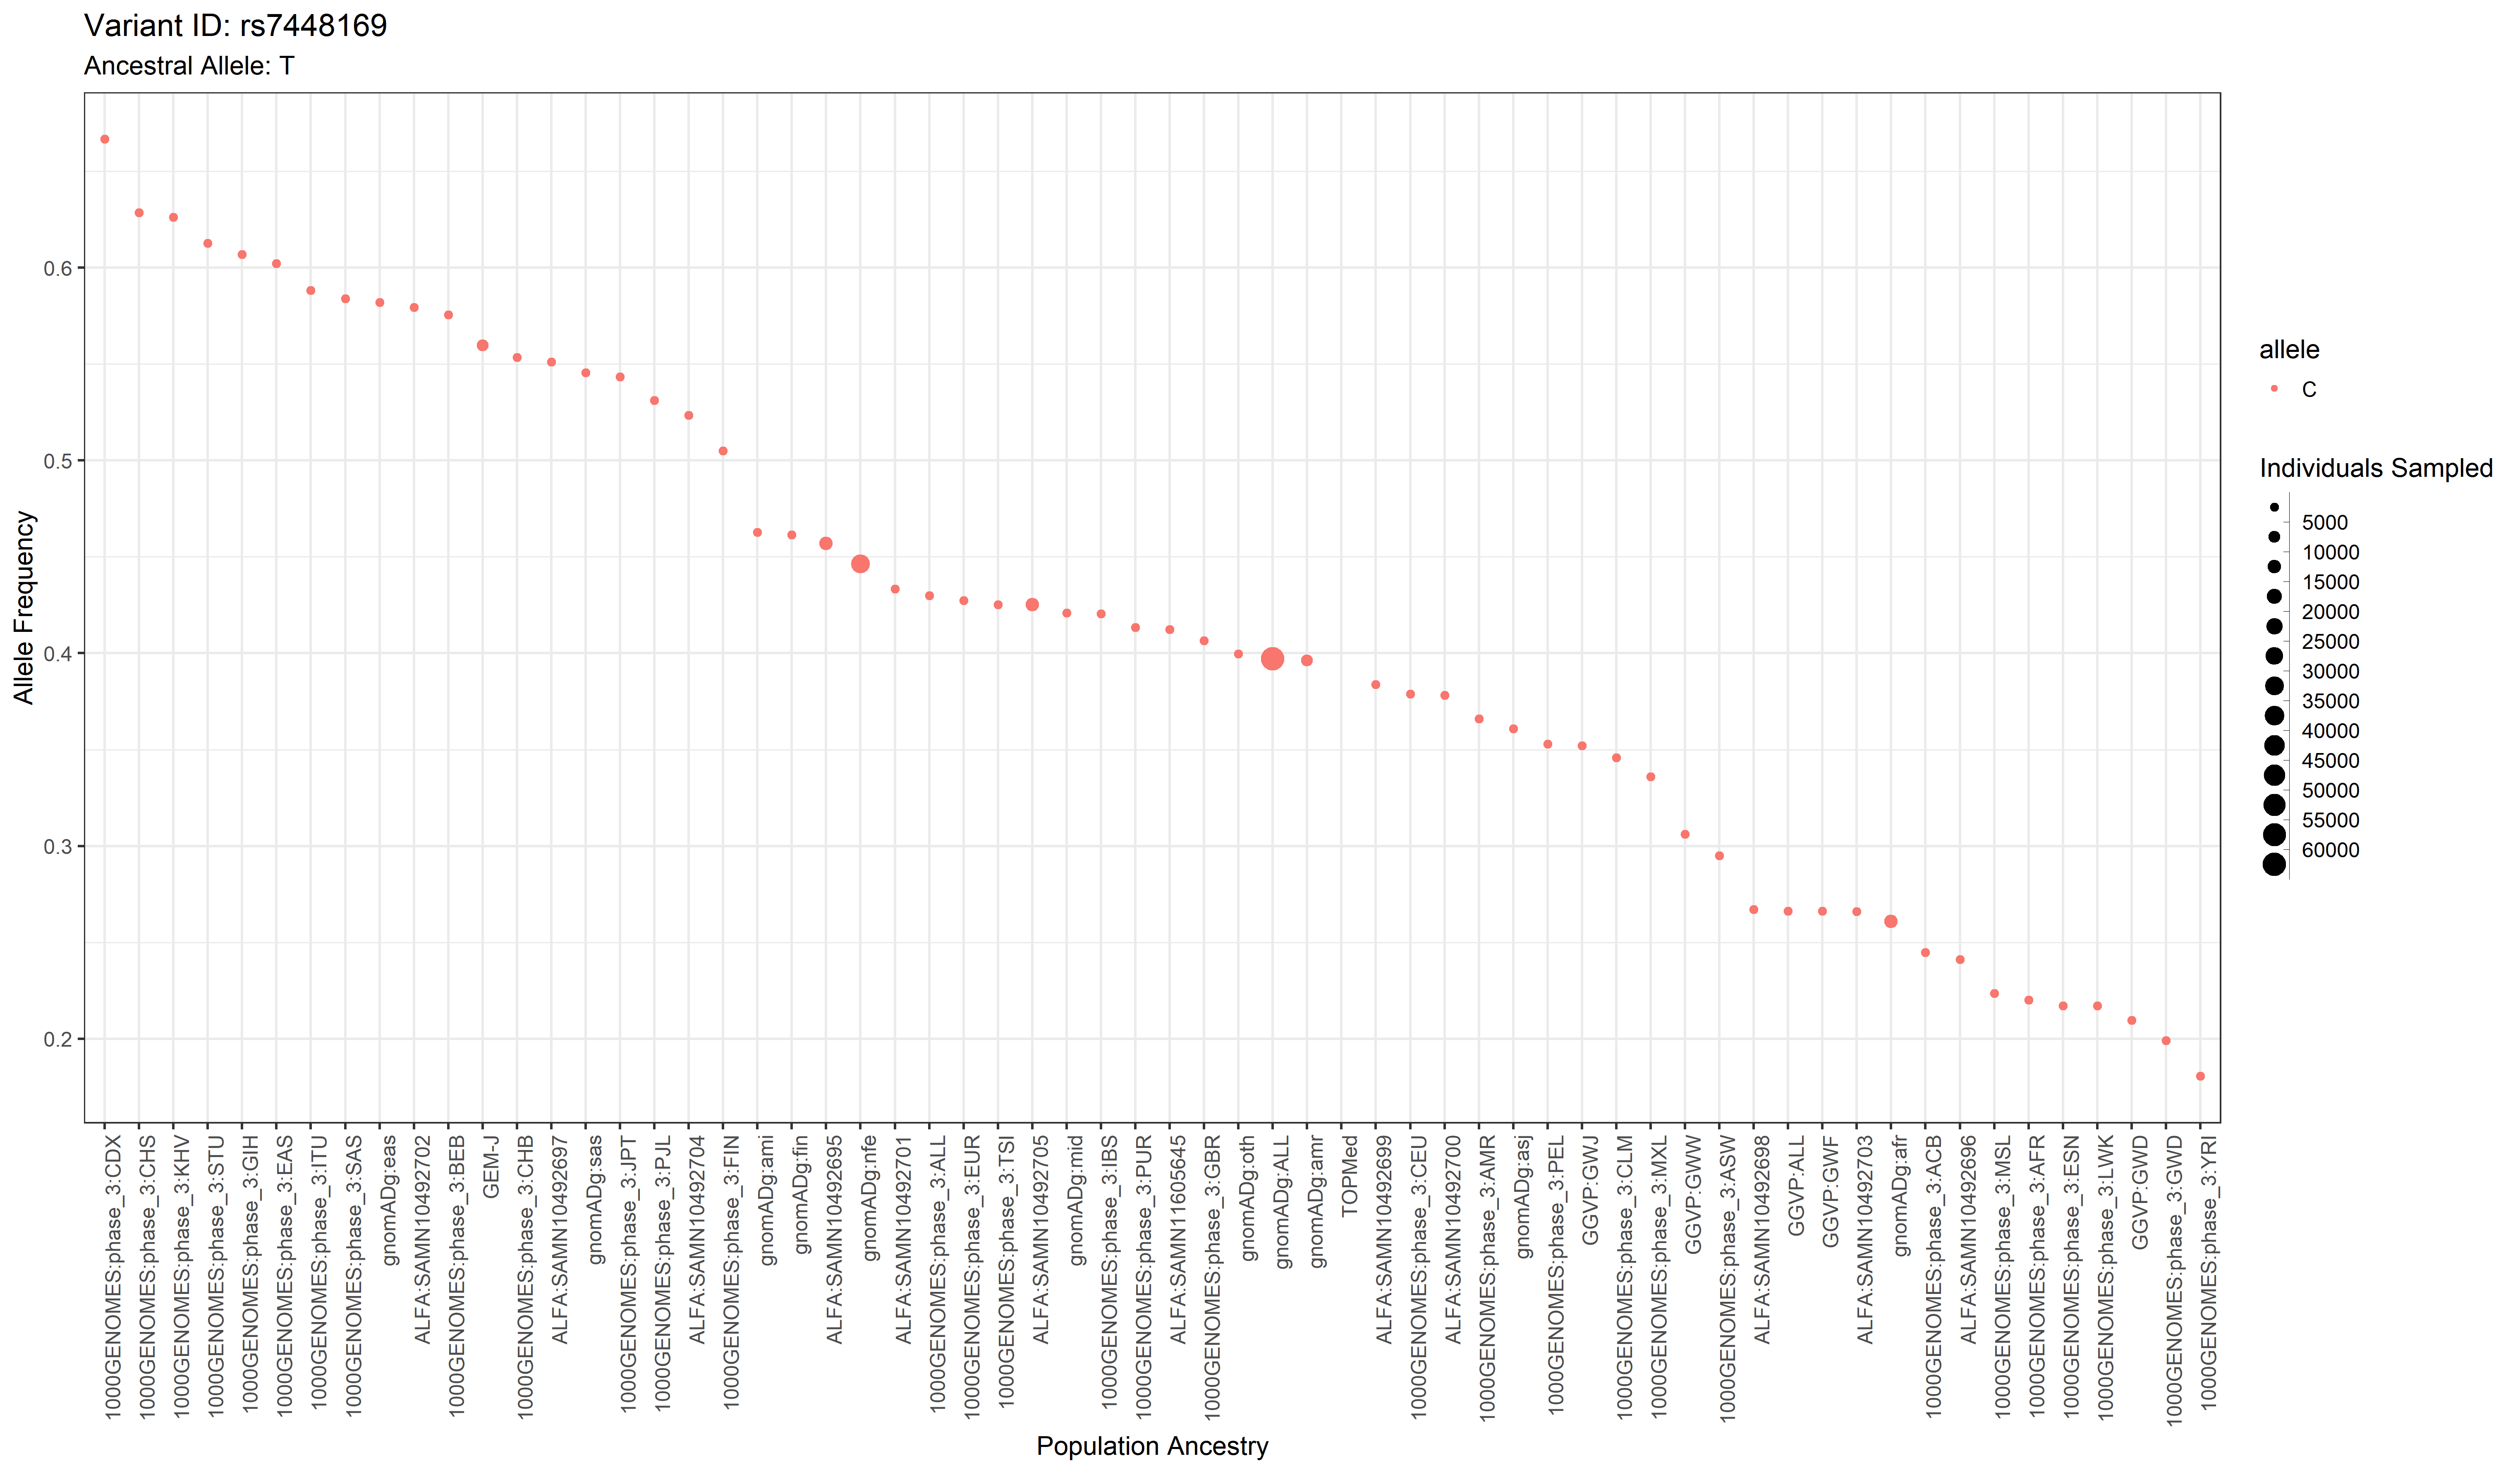 Variant ID: rs7448169
Ancestral Allele: T
Allele Frequency
0.6
0.5
0.4
0.3
0.2
1000GENOMES:phase_3:CDX
1000GENOMES:phase_3:CHS
1000GENOMES:phase_3:KHV
1000GENOMES:phase_3:STU
1000GENOMES:phase_3:GIH
1000GENOMES:phase_3:EAS
1000GENOMES:phase_3:ITU
1000GENOMES:phase_3:SAS
gnomADg:eas
ALFA:SAMN10492702
1000GENOMES:phase_3:BEB
GEM-J
1000GENOMES:phase_3:CHB
ALFA:SAMN10492697
gnomADg:sas
1000GENOMES:phase_3:JPT
1000GENOMES:phase_3:PJL
ALFA:SAMN10492704
1000GENOMES:phase_3:FIN
gnomADg:ami
gnomADg:fin
ALFA:SAMN10492695
gnomADg:nfe
ALFA:SAMN10492701
1000GENOMES:phase_3:ALL
1000GENOMES:phase_3:EUR
1000GENOMES:phase_3:TSI
ALFA:SAMN10492705
gnomADg:mid
1000GENOMES:phase_3:IBS
1000GENOMES:phase_3:PUR
ALFA:SAMN11605645
1000GENOMES:phase_3:GBR
gnomADg:oth
gnomADg:ALL
gnomADg:amr
TOPMed
ALFA:SAMN10492699
1000GENOMES:phase_3:CEU
ALFA:SAMN10492700
1000GENOMES:phase_3:AMR
gnomADg:asj
1000GENOMES:phase_3:PEL
GGVP:GWJ
1000GENOMES:phase_3:CLM
1000GENOMES:phase_3:MXL
GGVP:GWW
1000GENOMES:phase_3:ASW
ALFA:SAMN10492698
GGVP:ALL
GGVP:GWF
ALFA:SAMN10492703
gnomADg:afr
1000GENOMES:phase_3:ACB
ALFA:SAMN10492696
1000GENOMES:phase_3:MSL
1000GENOMES:phase_3:AFR
1000GENOMES:phase_3:ESN
1000GENOMES:phase_3:LWK
GGVP:GWD
1000GENOMES:phase_3:GWD
1000GENOMES:phase_3:YRI
Population Ancestry
allele
C
Individuals Sampled
5000
10000
15000
20000
25000
30000
35000
40000
45000
50000
55000
60000